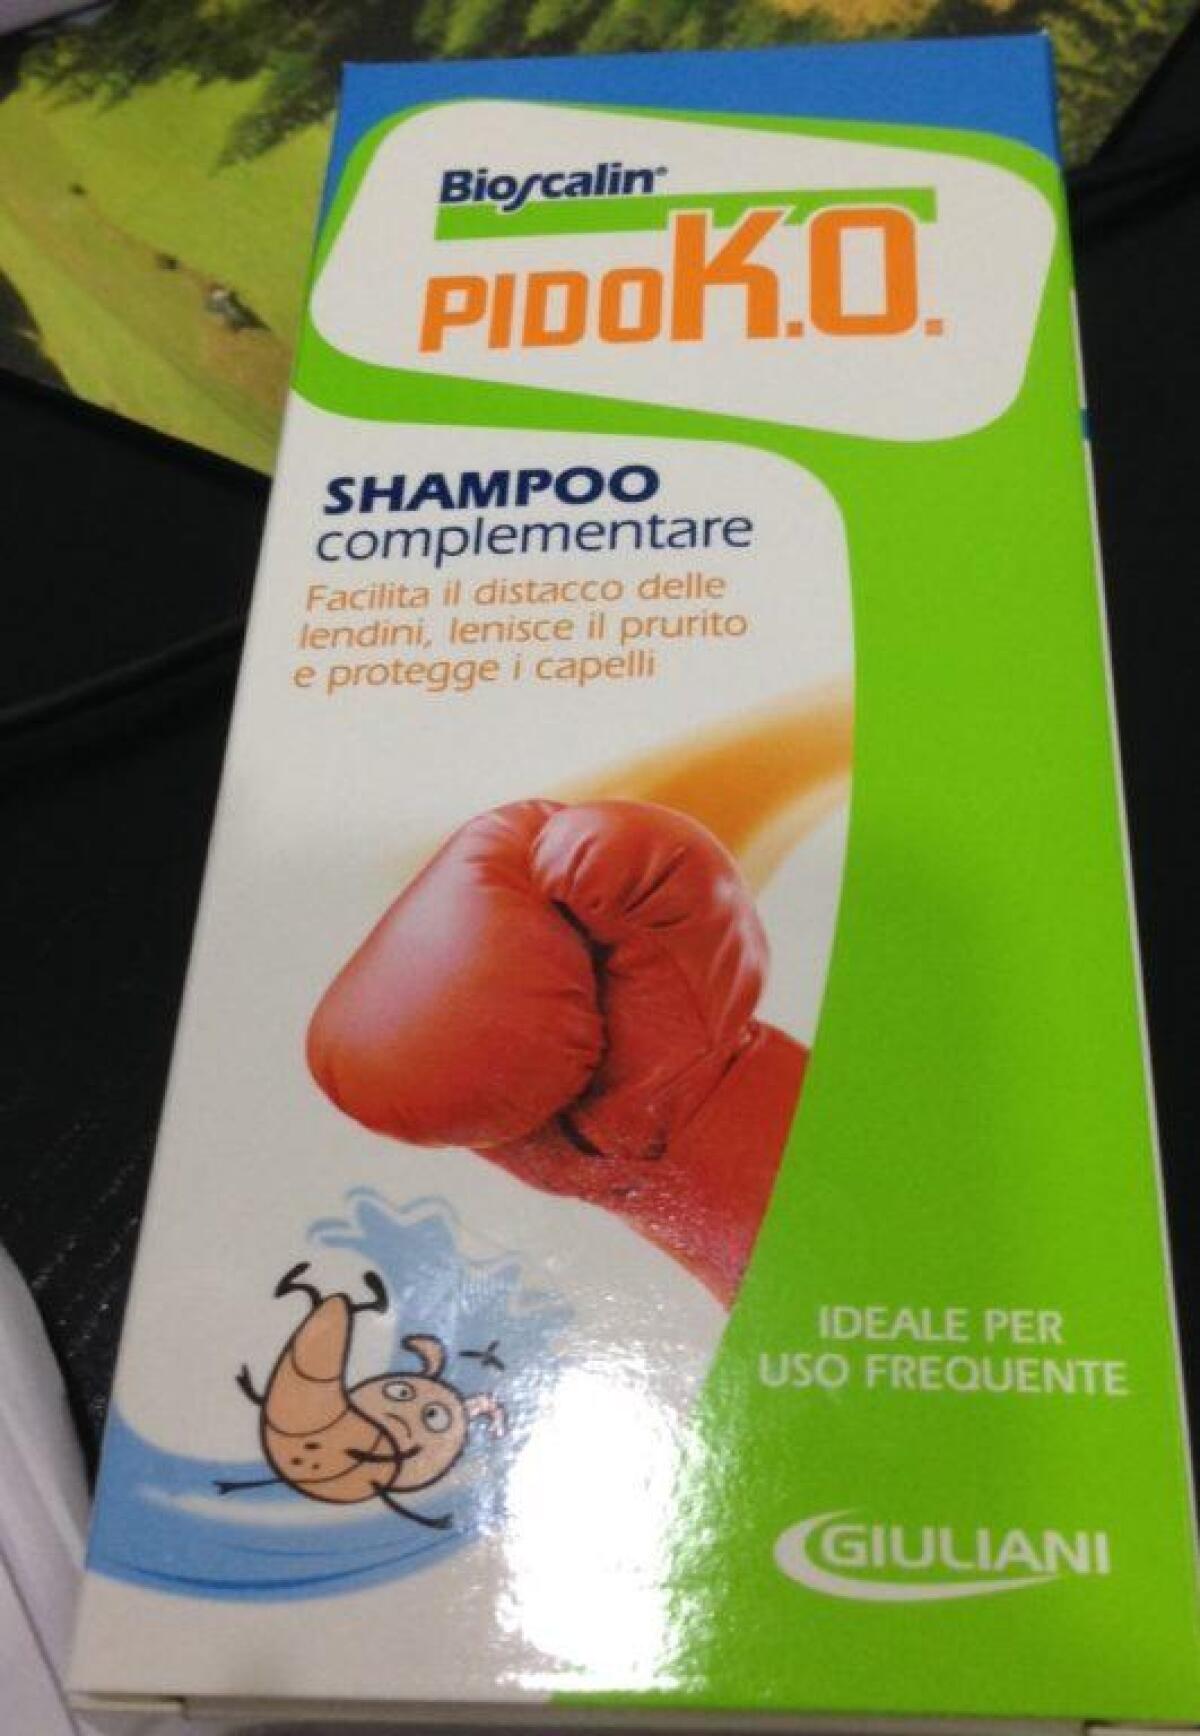 Bioscalin®
PIDOK.O.
SHAMPOO
complementare
Facilita il distacco delle
lendini, lenisce il prurito
e protegge i capelli
IDEALE PER
USO FREQUENTE
GIULIANI